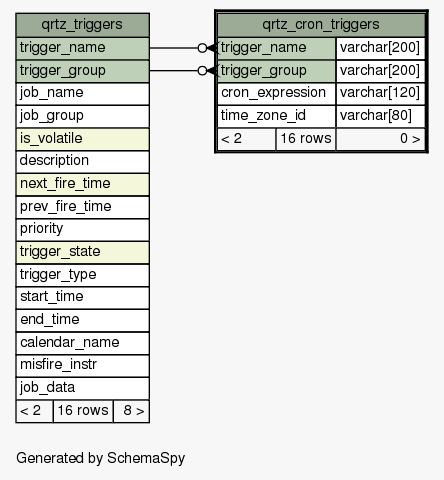 qrtz_triggers
trigger_name
trigger_group
job_name
job_group
is_volatile
description
next_fire_time
prev_fire_time
priority
trigger_state
trigger_type
start_time
end_time
calendar_name
misfire_instr
job_data
< 2 16 rows 8 >
qrtz_cron_triggers
trigger_name varchar[200]
trigger_group varchar[200]
cron_expression varchar[120]
time_zone_id varchar[80]
< 2 16 rows 0 >
Generated by SchemaSpy